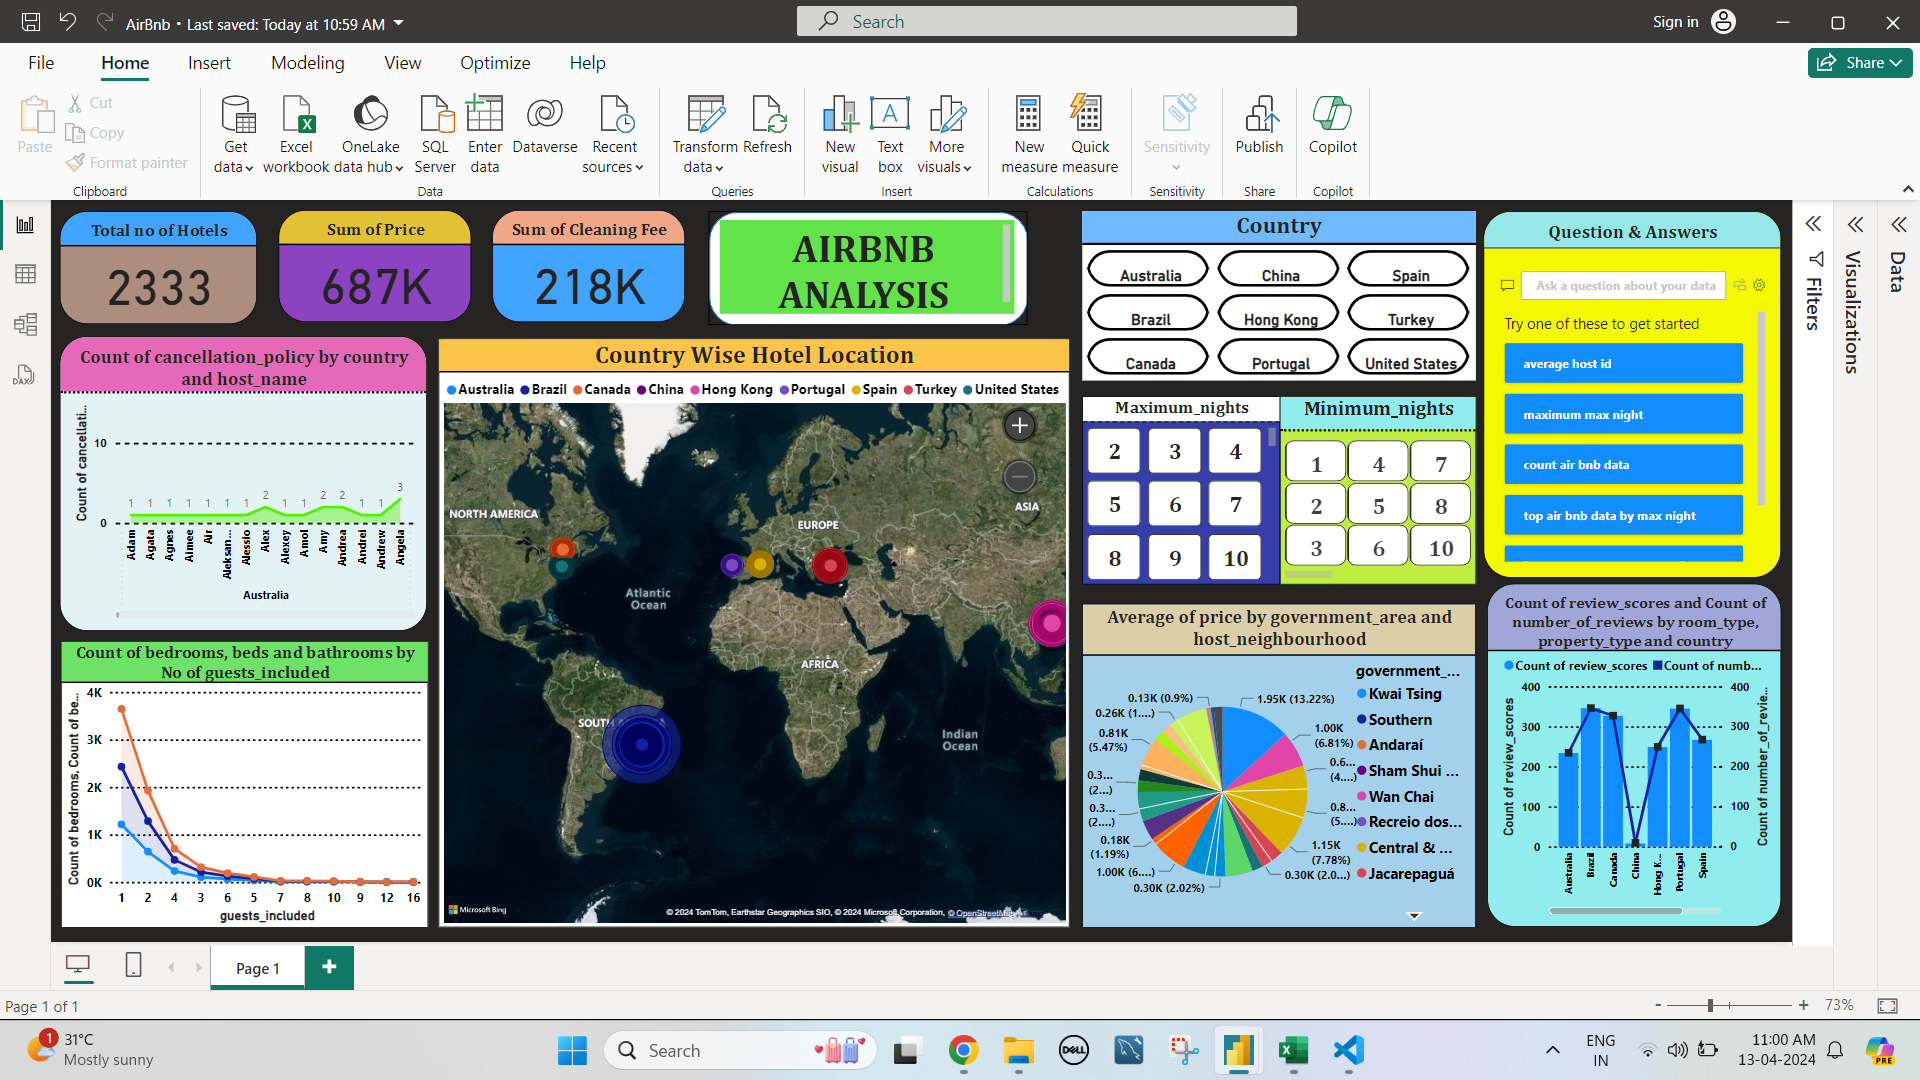 AirBnb • Last saved: Today at 10:59 AM
Search
Sign in
File
Home
Insert
Modeling
View
Optimize
Help
Share
Paste
Cut
Copy
Format painter
Clipboard
Get data
Excel workbook
OneLake data hub
SQL Server
Enter data
Dataverse
Recent sources
Data
Transform data
Refresh
Queries
New visual
Text box
More visuals
Insert
New measure
Quick measure
Calculations
Sensitivity
Sensitivity
Publish
Share
Copilot
Copilot
Total no of Hotels
2333
Sum of Price
687K
Sum of Cleaning Fee
218K
AIRBNB
ANALYSIS
Country
Australia
China
Spain
Brazil
Hong Kong
Turkey
Canada
Portugal
United States
Question & Answers
Ask a question about your data
Try one of these to get started
average host id
maximum max night
count air bnb data
top air bnb data by max night
Filters
Visualizations
Data
Count of cancellation_policy by country
and host_name
Count of cancellati...
10
0
1 1 1 1 1 1 1 2 1 1 2 2 1 1 3
Adam
Agata
Agnes
Aimee
Air
Aleksan...
Alessio
Alex
Alexey
Amol
Amy
Andrea
Andrei
Andrew
Angela
Australia
Country Wise Hotel Location
Australia Brazil Canada China Hong Kong Portugal Spain Turkey United States
NORTH AMERICA
EUROPE
ASIA
Atlantic
Ocean
AFRICA
SOUTH
Indian
Ocean
Microsoft Bing
© 2024 TomTom, Earthstar Geographics SIO, © 2024 Microsoft Corporation, © OpenStreetMap
Maximum_nights
2 3 4
5 6 7
8 9 10
Minimum_nights
1 4 7
2 5 8
3 6 10
Count of bedrooms, beds and bathrooms by
No of guests_included
Count of bedrooms, Count of be...
4K
3K
2K
1K
0K
1 2 4 3 6 5 7 8 10 9 12 16
guests_included
Average of price by government_area and
host_neighbourhood
0.13K (0.9%)
0.26K (1....)
0.81K
(5.47%)
0.3...
(2...)
0.3...
(2....)
0.18K
(1.19%)
1.00K (6....)
0.30K (2.02%)
1.95K (13.22%)
1.00K
(6.81%)
0.6...
(4....)
0.8...
(5....)
1.15K
(7.78%)
0.30K (2.0...)
government_...
Kwai Tsing
Southern
Andaraí
Sham Shui ...
Wan Chai
Recreio dos...
Central & ...
Jacarepaguá
Count of review_scores and Count of
number_of_reviews by room_type,
property_type and country
Count of review_scores Count of numb...
Count of review_scores
400
300
200
100
0
400
300
200
100
0
Count of number_of_revie...
Australia
Brazil
Canada
China
Hong K...
Portugal
Spain
Page 1
Page 1 of 1
- + 73%
1
31°C
Mostly sunny
Search
DELL
ENG
IN
11:00 AM
13-04-2024
PRE